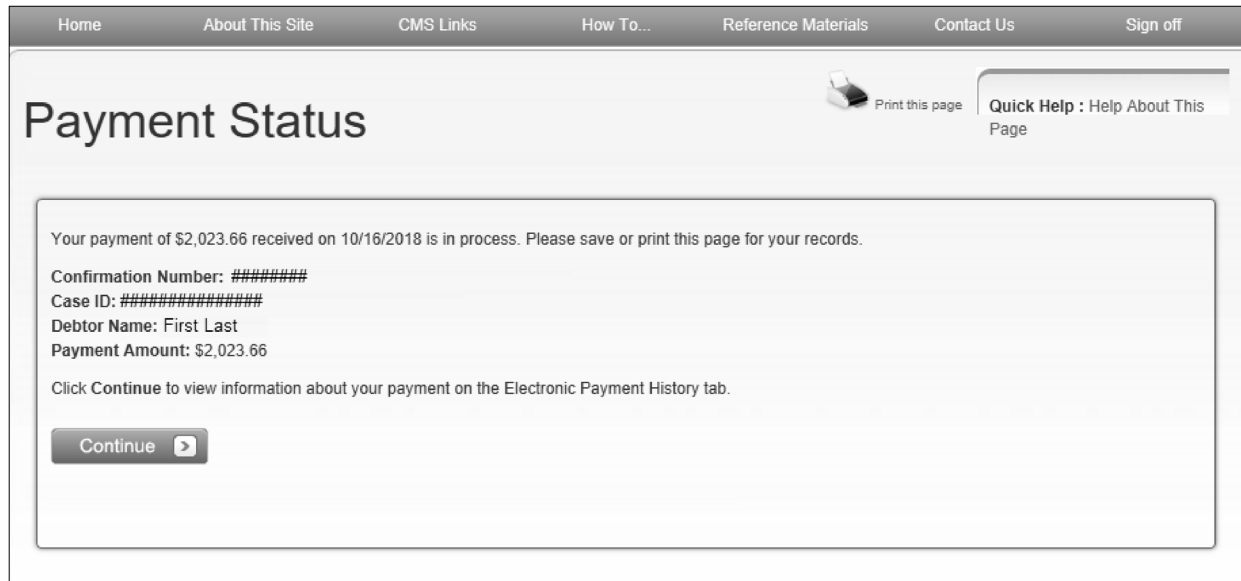 Home About This Site CMS Links How To... Reference Materials Contact Us Sign off
Print this page
Quick Help : Help About This
Page
Payment Status
Your payment of $2,023.66 received on 10/16/2018 is in process. Please save or print this page for your records.
Confirmation Number: ########
Case ID: ###############
Debtor Name: First Last
Payment Amount: $2,023.66
Click Continue to view information about your payment on the Electronic Payment History tab.
Continue